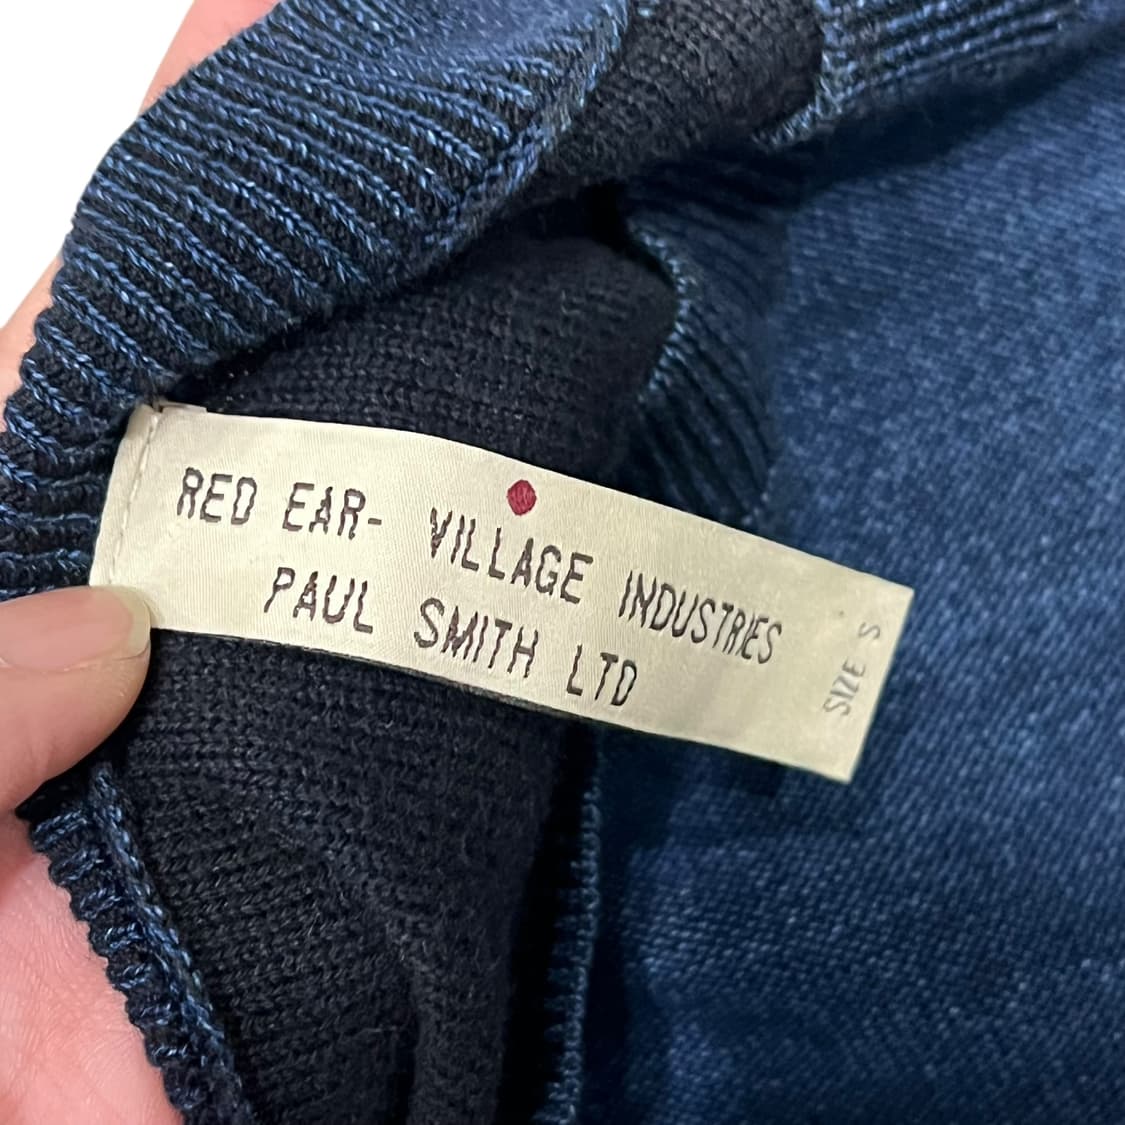 RED EAR- VILLAGE INDUSTRIES
PAUL SMITH LTD
SIZE S